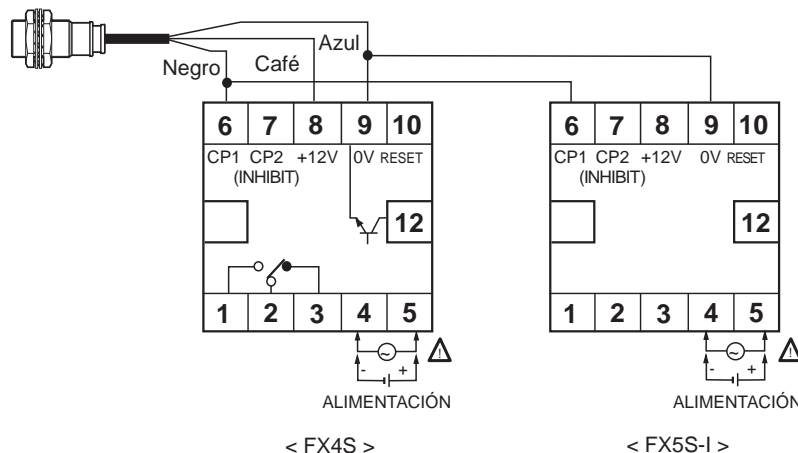 Azul
Negro Café
6 7 8 9 10
CP1 CP2 +12V 0V RESET
(INHIBIT)
12
1 2 3 4 5
~
- +
ALIMENTACIÓN
< FX4S >
6 7 8 9 10
CP1 CP2 +12V 0V RESET
(INHIBIT)
12
1 2 3 4 5
~
- +
ALIMENTACIÓN
< FX5S-I >